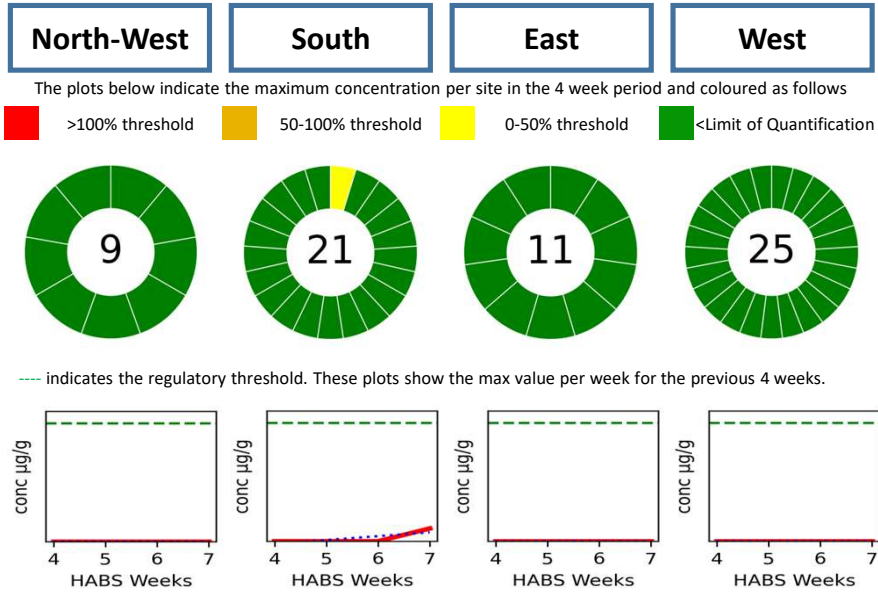 North-West South East West
The plots below indicate the maximum concentration per site in the 4 week period and coloured as follows
>100% threshold 50-100% threshold 0-50% threshold <Limit of Quantification
9 21 11 25
---- indicates the regulatory threshold. These plots show the max value per week for the previous 4 weeks.
conc µg/g conc µg/g conc µg/g conc µg/g
4 5 6 7 4 5 6 7 4 5 6 7 4 5 6 7
HABS Weeks HABS Weeks HABS Weeks HABS Weeks